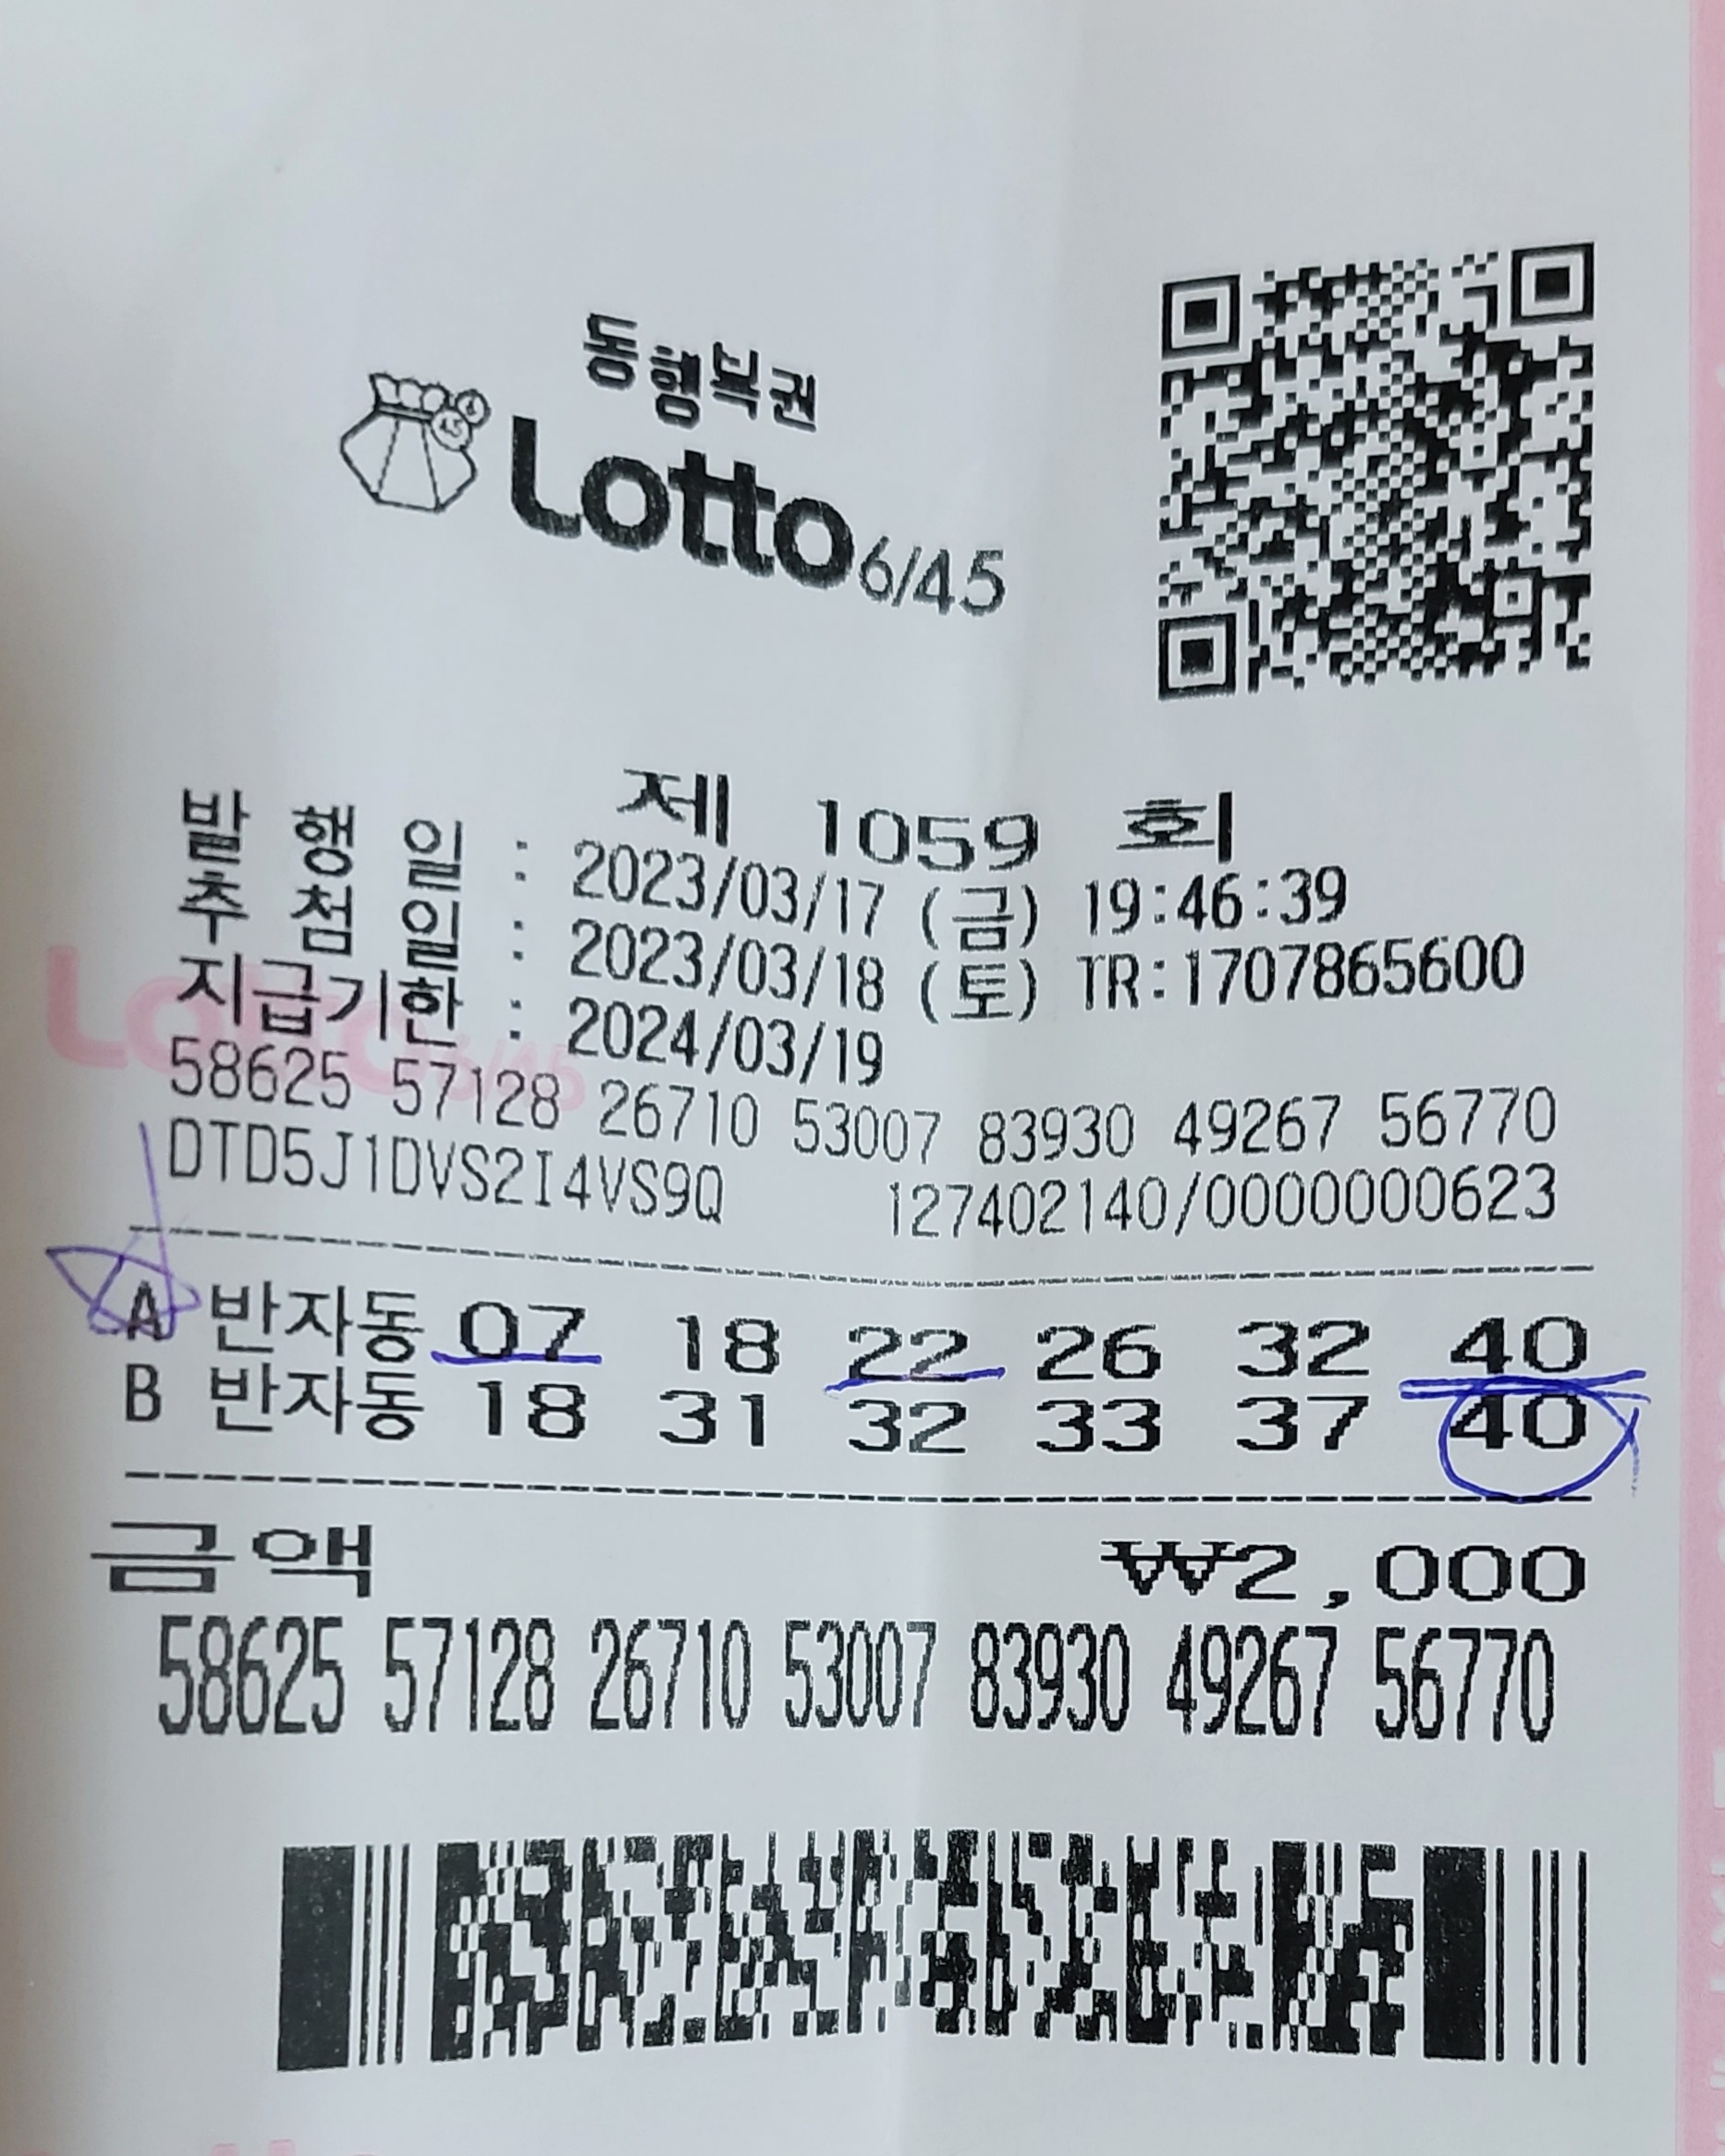 동행복권
Lotto 6/45
제 1059 회
발 행 일 : 2023/03/17 (금) 19:46:39
추 첨 일 : 2023/03/18 (토) TR:1707865600
지급기한 : 2024/03/19
58625 57128 26710 53007 83930 49267 56770
DTD5J1DVS2I4VS9Q 127402140/0000000623
A 반자동 07 18 22 26 32 40
B 반자동 18 31 32 33 37 40
금액 ₩2,000
58625 57128 26710 53007 83930 49267 56770